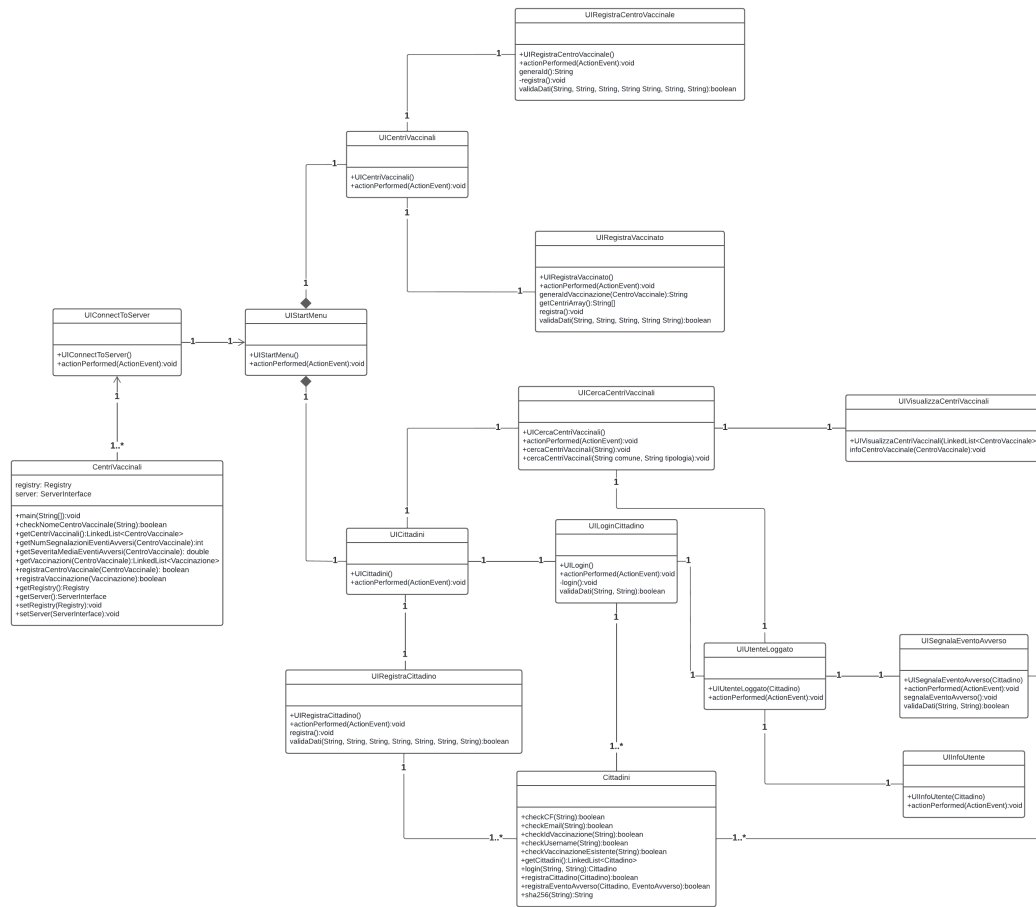 UIRegistraCentroVaccinale
+UIRegistraCentroVaccinale()
+actionPerformed(ActionEvent):void
generaId():String
-registra():void
validaDati(String, String, String, String String, String, String):boolean
1
1
UICentriVaccinali
+UICentriVaccinali()
+actionPerformed(ActionEvent):void
1
1
1
1
UIRegistraVaccinato
+UIRegistraVaccinato()
+actionPerformed(ActionEvent):void
generaIdVaccinazione(CentroVaccinale):String
getCentriArray():String[]
registra():void
validaDati(String, String, String, String String):boolean
UIConnectToServer
+UIConnectToServer()
+actionPerformed(ActionEvent):void
1
1
UIStartMenu
+UIStartMenu()
+actionPerformed(ActionEvent):void
1
1..*
CentriVaccinali
registry: Registry
server: ServerInterface
+main(String[]):void
+checkNomeCentroVaccinale(String):boolean
+getCentriVaccinali():LinkedList<CentroVaccinale>
+getNumSegnalazioniEventiAvversi(CentroVaccinale):int
+getSeveritaMediaEventiAvversi(CentroVaccinale): double
+getVaccinazioni(CentroVaccinale):LinkedList<Vaccinazione>
+registraCentroVaccinale(CentroVaccinale): boolean
+registraVaccinazione(Vaccinazione):boolean
+getRegistry():Registry
+getServer():ServerInterface
+setRegistry(Registry):void
+setServer(ServerInterface):void
1
1
UICercaCentriVaccinali
+UICercaCentriVaccinali()
+actionPerformed(ActionEvent):void
+cercaCentriVaccinali(String):void
+cercaCentriVaccinali(String comune, String tipologia):void
1
1
UIVisualizzaCentriVaccinali
+UIVisualizzaCentriVaccinali(LinkedList<CentroVaccinale>
infoCentroVaccinale(CentroVaccinale):void
1
1
1
UICittadini
+UICittadini()
+actionPerformed(ActionEvent):void
1
1
UILoginCittadino
+UILogin()
+actionPerformed(ActionEvent):void
-login():void
validaDati(String, String):boolean
1
1
1
1
UIUtenteLoggato
+UIUtenteLoggato(Cittadino)
+actionPerformed(ActionEvent):void
1
1
UISegnalaEventoAvverso
+UISegnalaEventoAvverso(Cittadino)
+actionPerformed(ActionEvent):void
segnalaEventoAvverso():void
validaDati(String, String):boolean
1
1
UIRegistraCittadino
+UIRegistraCittadino()
+actionPerformed(ActionEvent):void
registra():void
validaDati(String, String, String, String, String, String, String):boolean
1
1
UIInfoUtente
+UIInfoUtente(Cittadino)
+actionPerformed(ActionEvent):void
1
1..*
1..*
Cittadini
+checkCF(String):boolean
+checkEmail(String):boolean
+checkIdVaccinazione(String):boolean
+checkUsername(String):boolean
+checkVaccinazioneEsistente(String):boolean
+getCittadini():LinkedList<Cittadino>
+login(String, String):Cittadino
+registraCittadino(Cittadino):boolean
+registraEventoAvverso(Cittadino, EventoAvverso):boolean
+sha256(String):String
1..*